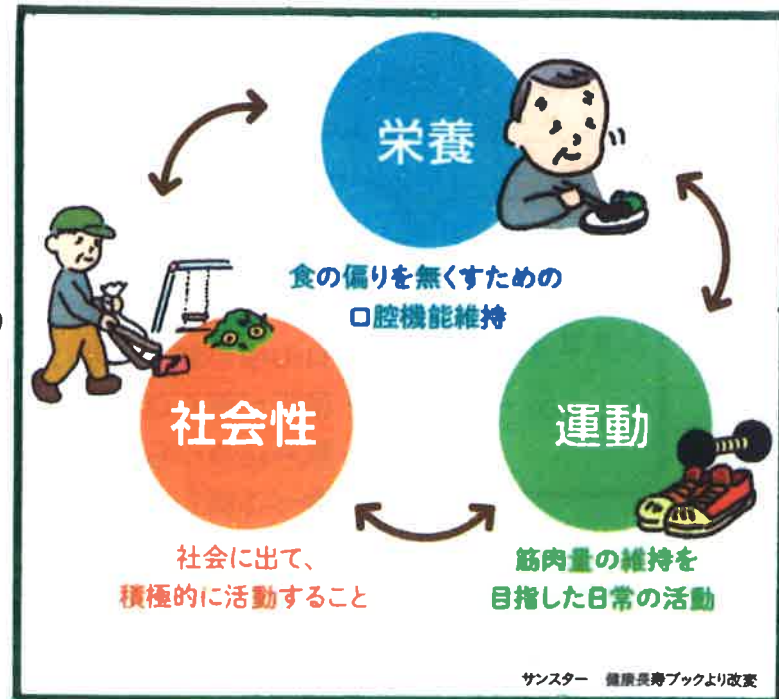 栄養
食の偏りを無くすための
口腔機能維持
社会性
社会に出て、
積極的に活動すること
運動
筋肉量の維持を
目指した日常の活動
サンスター 健康長寿ブックより改変